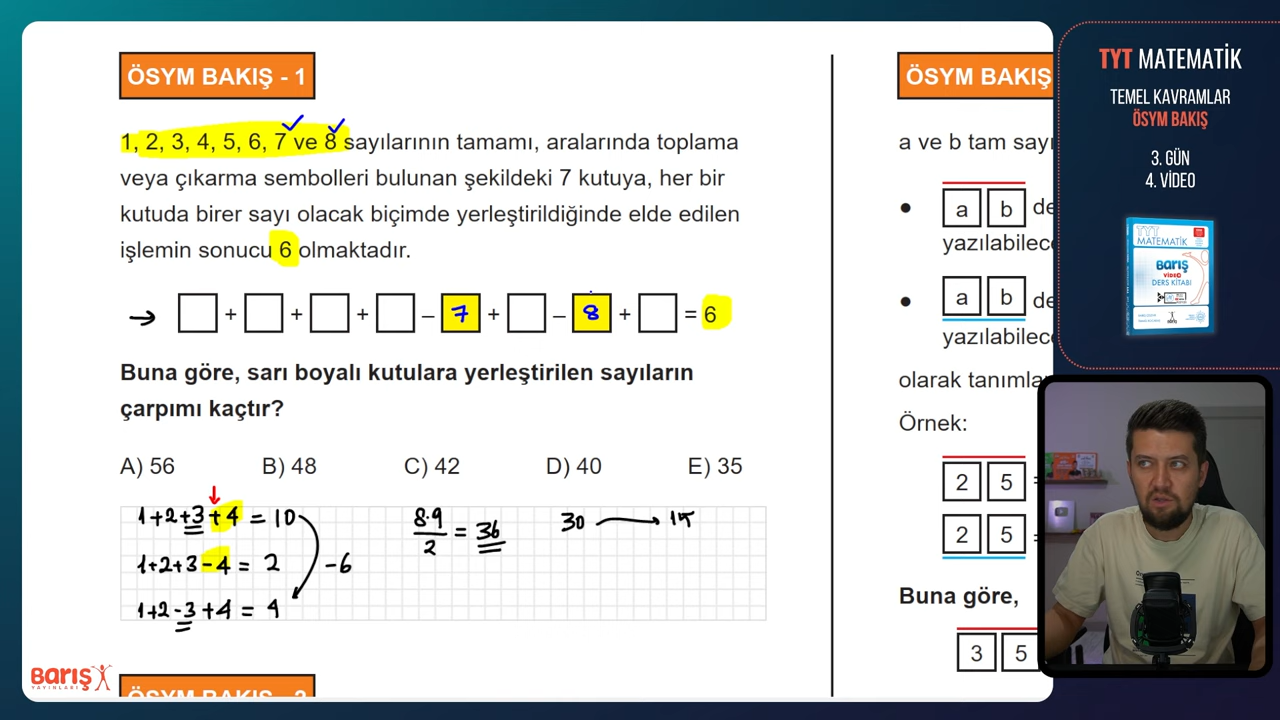 ÖSYM BAKIŞ - 1
1, 2, 3, 4, 5, 6, 7 ve 8 sayılarının tamamı, aralarında toplama
veya çıkarma sembolleri bulunan şekildeki 7 kutuya, her bir
kutuda birer sayı olacak biçimde yerleştirildiğinde elde edilen
işlemin sonucu 6 olmaktadır.
→ □ + □ + □ + □ – 7 + □ – 8 + □ = 6
Buna göre, sarı boyalı kutulara yerleştirilen sayıların
çarpımı kaçtır?
A) 56 B) 48 C) 42 D) 40 E) 35
1+2+3+4 = 10
1+2+3-4 = 2
-6
1+2-3+4 = 4
8.9
2
= 36
30 → 15
BARIŞ
YAYINLARI
ÖSYM BAKIŞ - 2
ÖSYM BAKIŞ
a ve b tam say
● a b de
yazılabilec
● a b de
yazılabilec
olarak tanımla
Örnek:
2 5 =
2 5 =
Buna göre,
3 5
TYT MATEMATİK
TEMEL KAVRAMLAR
ÖSYM BAKIŞ
3. GÜN
4. VİDEO
TYT
MATEMATİK
BARIŞ
VİDEO
DERS KİTABI